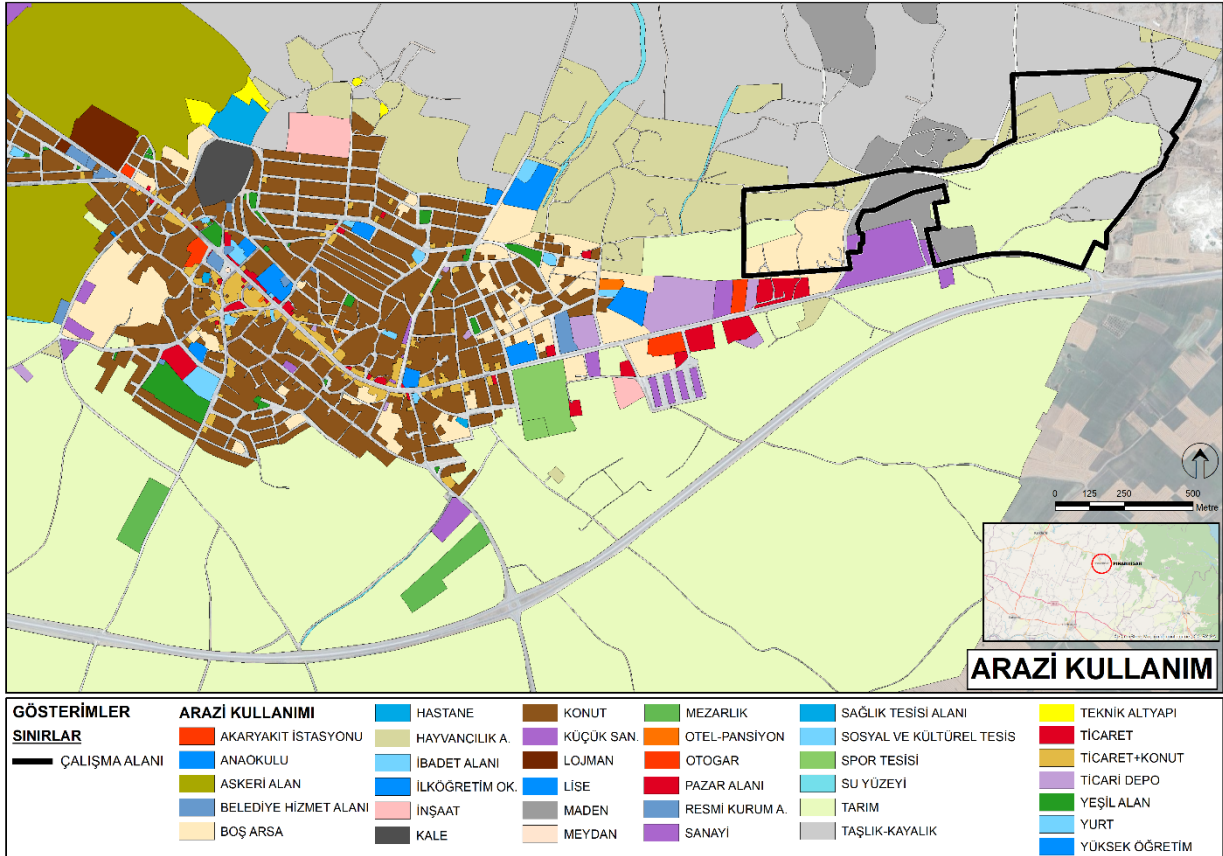 0 125 250 500
Metre
PINARHİSAR
ARAZİ KULLANIM
GÖSTERİMLER
SINIRLAR
ÇALIŞMA ALANI
ARAZİ KULLANIMI
AKARYAKIT İSTASYONU
ANAOKULU
ASKERİ ALAN
BELEDİYE HİZMET ALANI
BOŞ ARSA
HASTANE
HAYVANCILIK A.
İBADET ALANI
İLKÖĞRETİM OK.
İNŞAAT
KALE
KONUT
KÜÇÜK SAN.
LOJMAN
LİSE
MADEN
MEYDAN
MEZARLIK
OTEL-PANSİYON
OTOGAR
PAZAR ALANI
RESMİ KURUM A.
SANAYİ
SAĞLIK TESİSİ ALANI
SOSYAL VE KÜLTÜREL TESİS
SPOR TESİSİ
SU YÜZEYİ
TARIM
TAŞLIK-KAYALIK
TEKNİK ALTYAPI
TİCARET
TİCARET+KONUT
TİCARİ DEPO
YEŞİL ALAN
YURT
YÜKSEK ÖĞRETİM